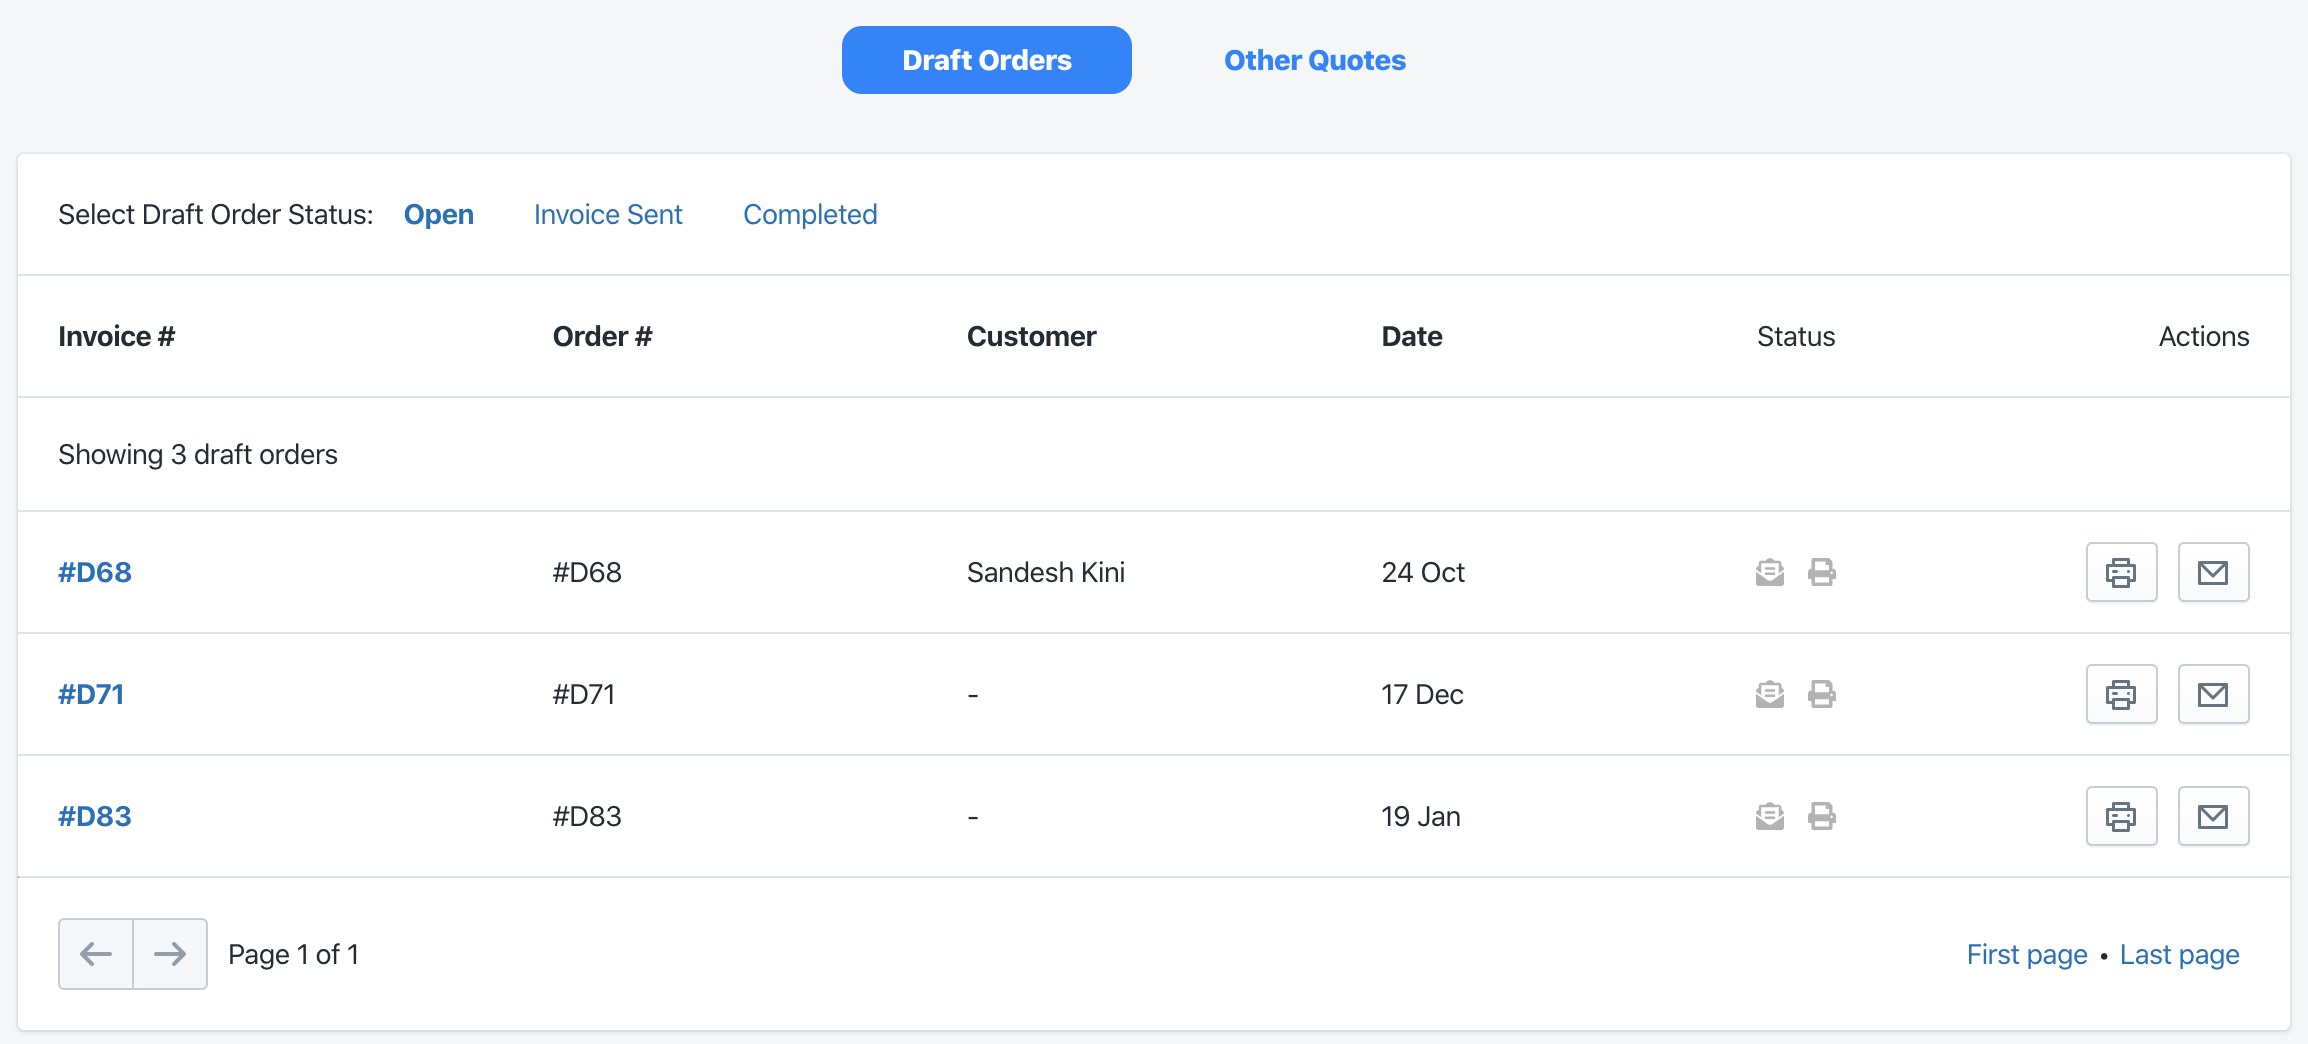 Draft Orders Other Quotes
Select Draft Order Status: Open Invoice Sent Completed
Invoice # Order # Customer Date Status Actions
Showing 3 draft orders
#D68 #D68 Sandesh Kini 24 Oct
#D71 #D71 - 17 Dec
#D83 #D83 - 19 Jan
Page 1 of 1 First page • Last page